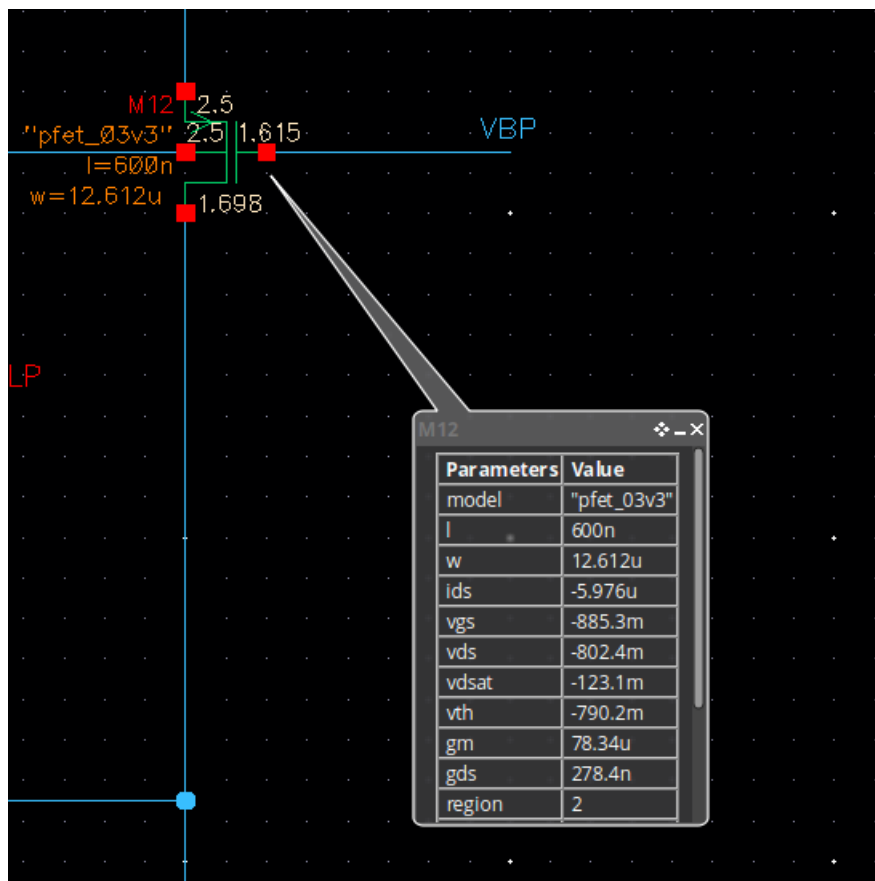 M12 2.5
"pfet_03v3" 2.5 1.615 VBP
l=600n
w=12.612u 1.698
LP
M12
Parameters Value
model "pfet_03v3"
l 600n
w 12.612u
ids -5.976u
vgs -885.3m
vds -802.4m
vdsat -123.1m
vth -790.2m
gm 78.34u
gds 278.4n
region 2